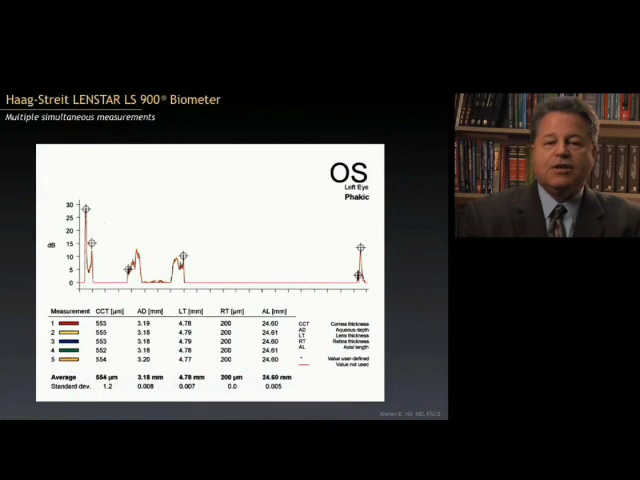 Haag-Streit LENSTAR LS 900® Biometer
Multiple simultaneous measurements
OS
Left Eye
Phakic
30
25
dB
20
15
10
5
0
Measurement CCT [µm] AD [mm] LT [mm] RT [µm] AL [mm]
1 553 3.19 4.78 200 24.60
2 555 3.18 4.79 200 24.61
3 553 3.18 4.79 200 24.60
4 552 3.18 4.78 200 24.61
5 554 3.20 4.77 200 24.60
Average 554 µm 3.18 mm 4.78 mm 200 µm 24.60 mm
Standard dev. 1.2 0.008 0.007 0.0 0.005
CCT Cornea thickness
AD Aqueous depth
LT Lens thickness
RT Retina thickness
AL Axial length
* Value user-defined
Value not used
Warren E. Hill, MD, FACS